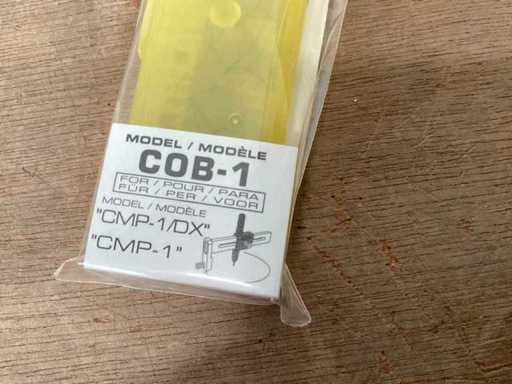 MODEL / MODÈLE
COB-1
FOR / POUR / PARA
FÜR / PER / VOOR
MODEL / MODÈLE
"CMP-1/DX"
"CMP-1"